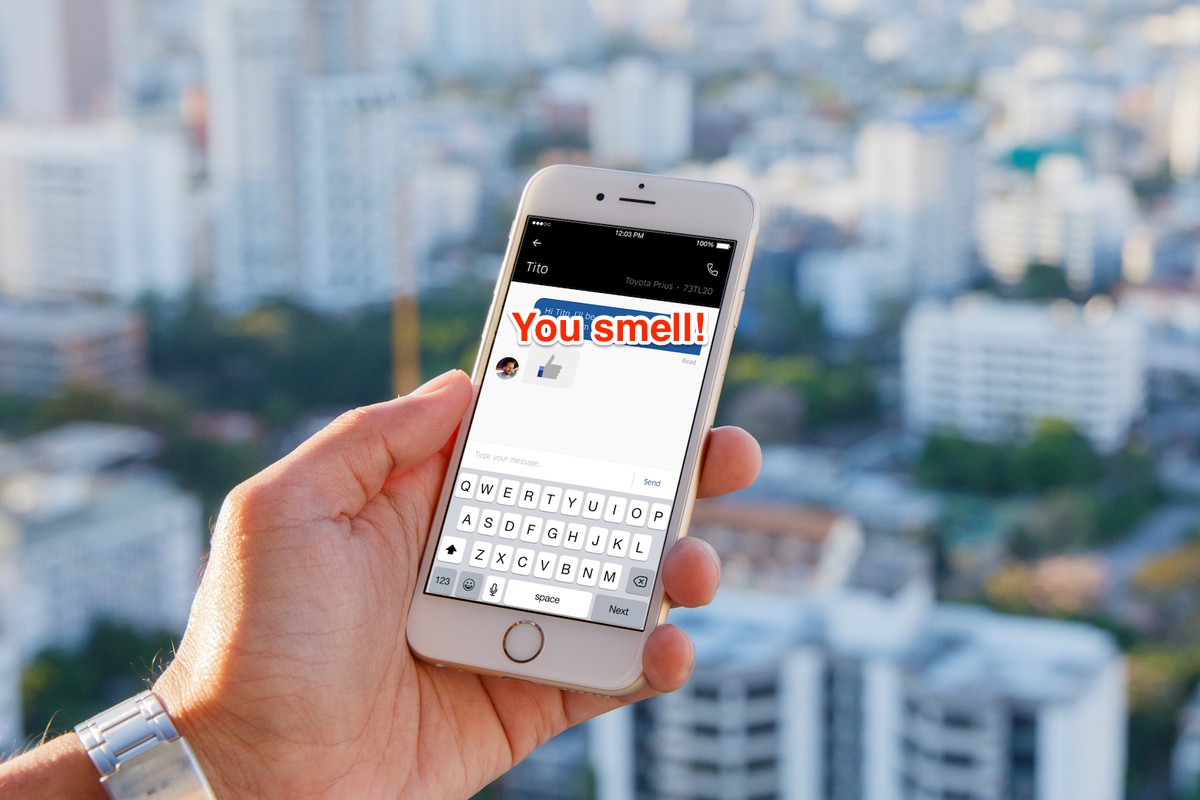 12:03 PM 100%
Tito
Toyota Prius • 73TL20
Hi Tito, I'll be
You smell!
Read
Type your message... Send
Q W E R T Y U I O P
A S D F G H J K L
Z X C V B N M
123 space Next